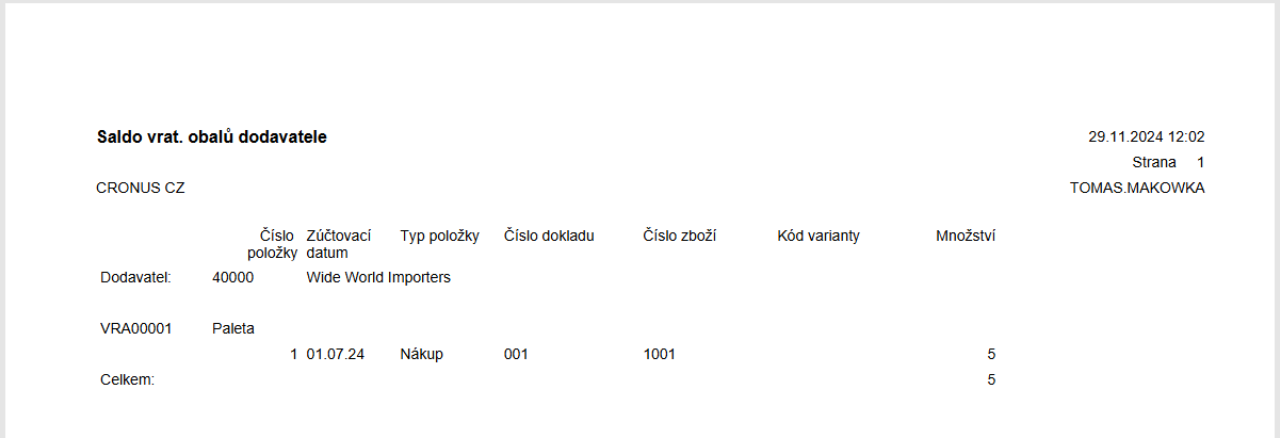 Saldo vrat. obalů dodavatele 29.11.2024 12:02
Strana 1
CRONUS CZ TOMAS.MAKOWKA
Číslo Zúčtovací Typ položky Číslo dokladu Číslo zboží Kód varianty Množství
položky datum
Dodavatel: 40000 Wide World Importers
VRA00001 Paleta
1 01.07.24 Nákup 001 1001 5
Celkem: 5